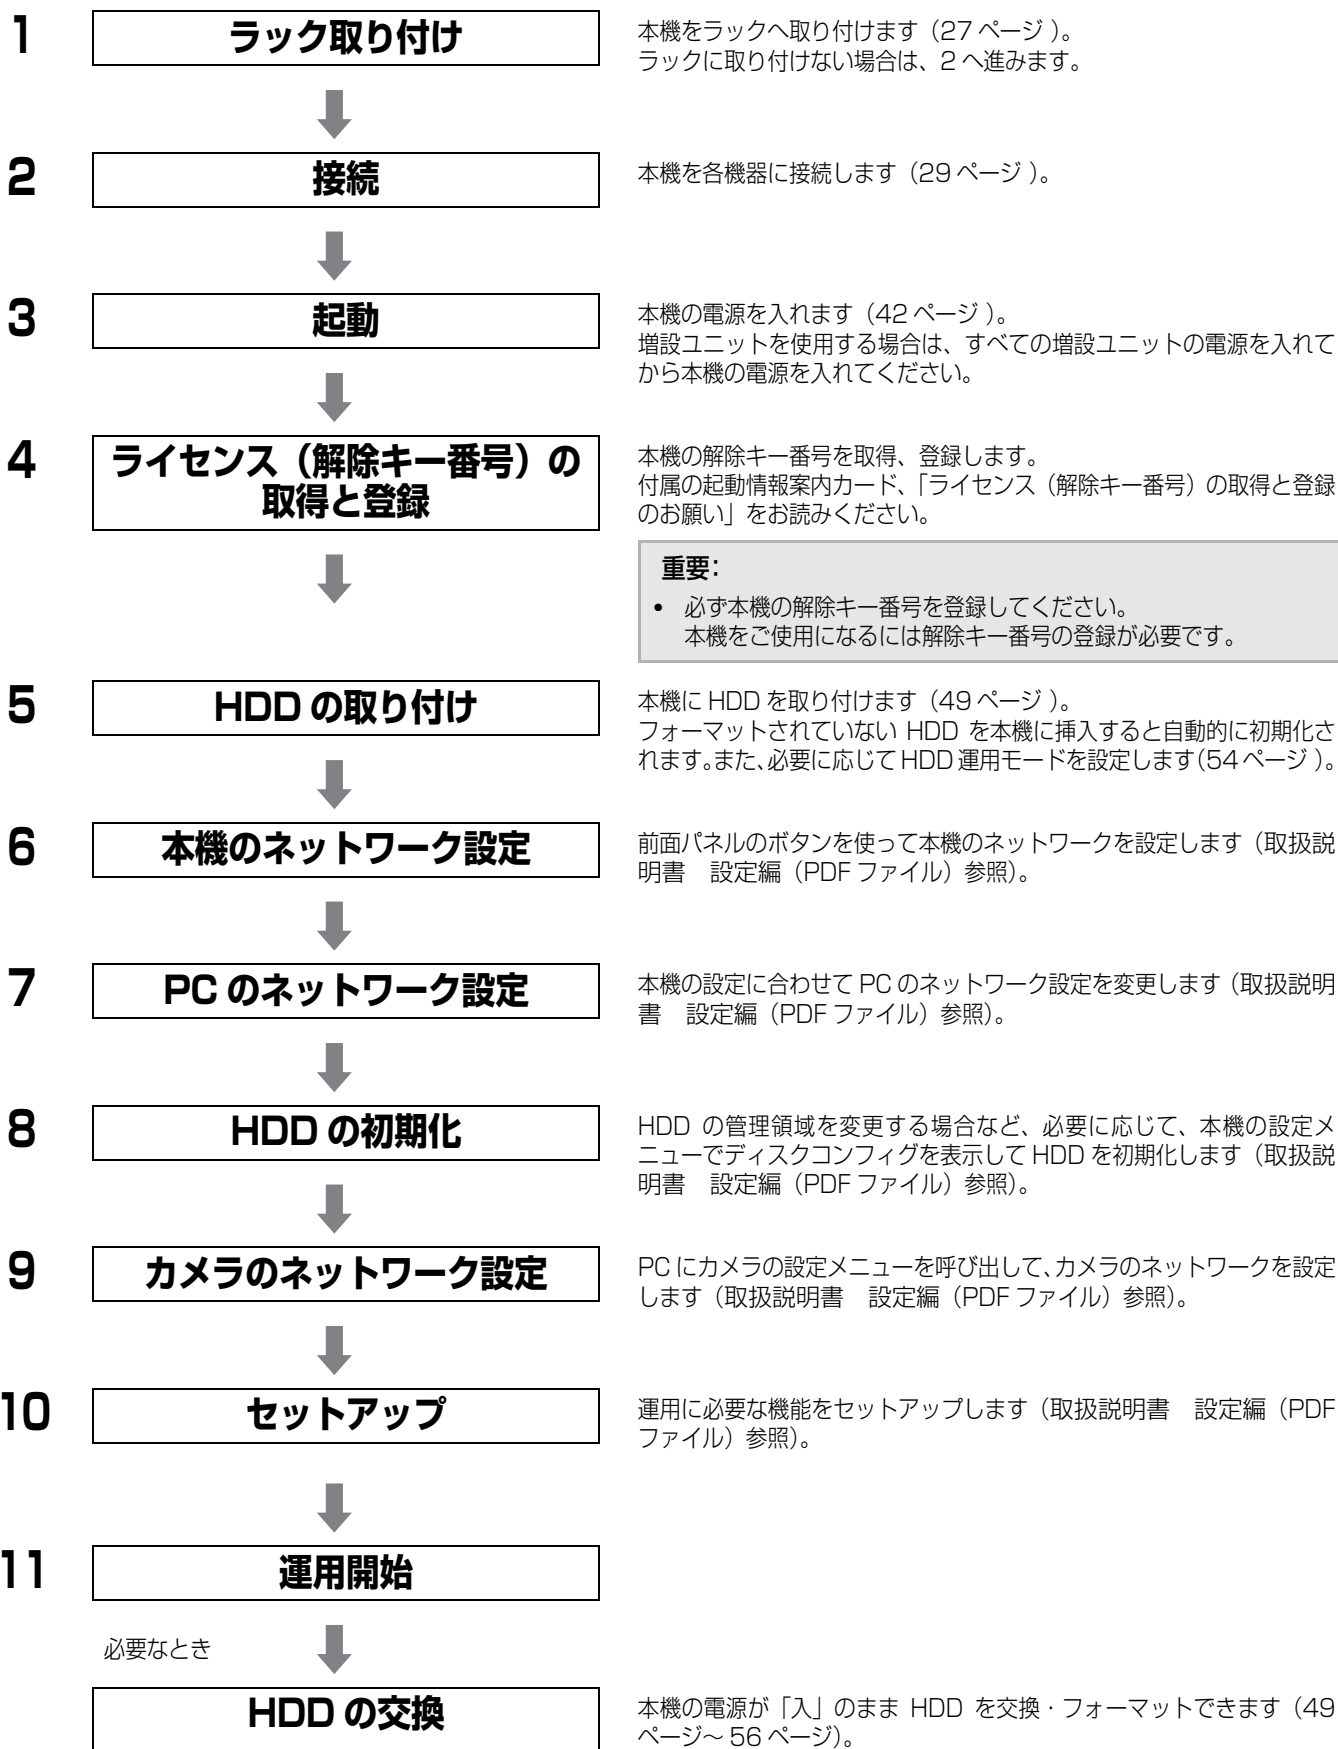 1
ラック取り付け
本機をラックへ取り付けます（27 ページ ）。
ラックに取り付けない場合は、2 へ進みます。
2
接続
本機を各機器に接続します（29 ページ ）。
3
起動
本機の電源を入れます（42 ページ ）。
増設ユニットを使用する場合は、すべての増設ユニットの電源を入れて
から本機の電源を入れてください。
4
ライセンス（解除キー番号）の
取得と登録
本機の解除キー番号を取得、登録します。
付属の起動情報案内カード、「ライセンス（解除キー番号）の取得と登録
のお願い」をお読みください。
重要：
• 必ず本機の解除キー番号を登録してください。
本機をご使用になるには解除キー番号の登録が必要です。
5
HDD の取り付け
本機に HDD を取り付けます（49 ページ ）。
フォーマットされていない HDD を本機に挿入すると自動的に初期化さ
れます。また、必要に応じて HDD 運用モードを設定します（54 ページ ）。
6
本機のネットワーク設定
前面パネルのボタンを使って本機のネットワークを設定します（取扱説
明書　設定編（PDF ファイル）参照）。
7
PC のネットワーク設定
本機の設定に合わせて PC のネットワーク設定を変更します（取扱説明
書　設定編（PDF ファイル）参照）。
8
HDD の初期化
HDD の管理領域を変更する場合など、必要に応じて、本機の設定メ
ニューでディスクコンフィグを表示して HDD を初期化します（取扱説
明書　設定編（PDF ファイル）参照）。
9
カメラのネットワーク設定
PC にカメラの設定メニューを呼び出して、カメラのネットワークを設定
します（取扱説明書　設定編（PDF ファイル）参照）。
10
セットアップ
運用に必要な機能をセットアップします（取扱説明書　設定編（PDF
ファイル）参照）。
11
運用開始
必要なとき
HDD の交換
本機の電源が「入」のまま HDD を交換・フォーマットできます（49
ページ～ 56 ページ）。